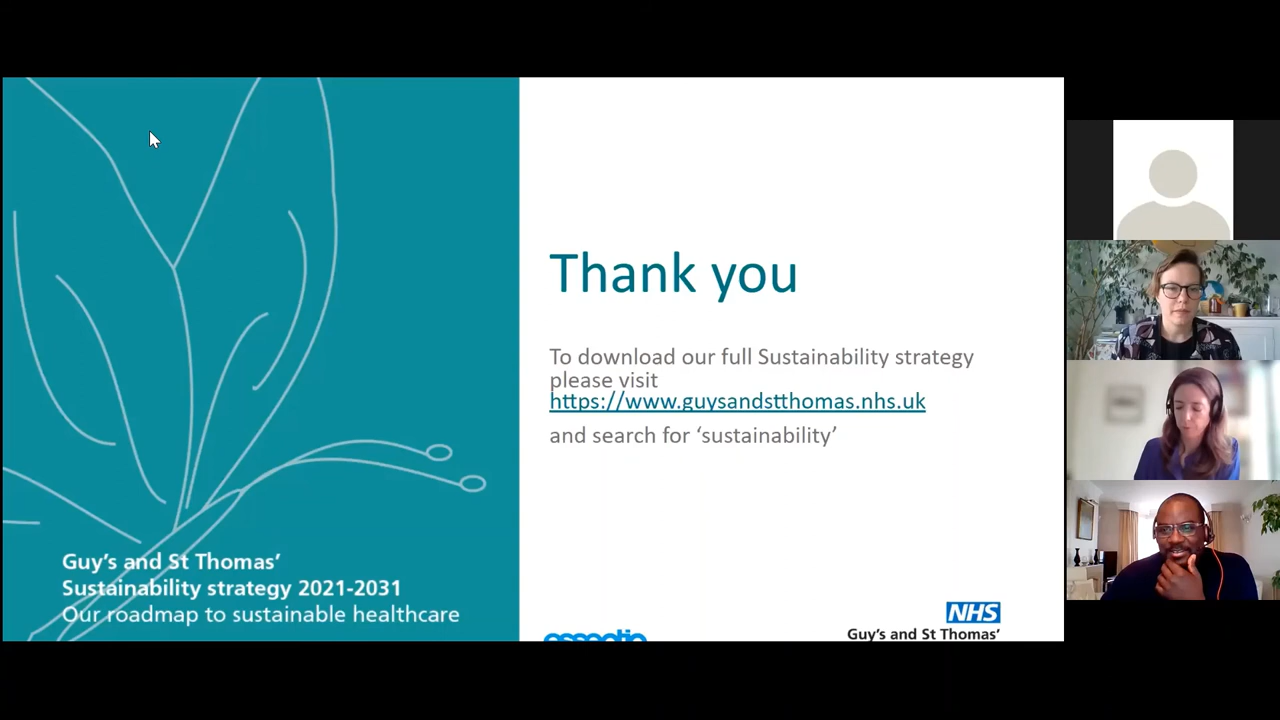 Thank you
To download our full Sustainability strategy
please visit
https://www.guysandstthomas.nhs.uk
and search for ‘sustainability’
Guy’s and St Thomas’
Sustainability strategy 2021-2031
Our roadmap to sustainable healthcare
NHS
Guy’s and St Thomas’